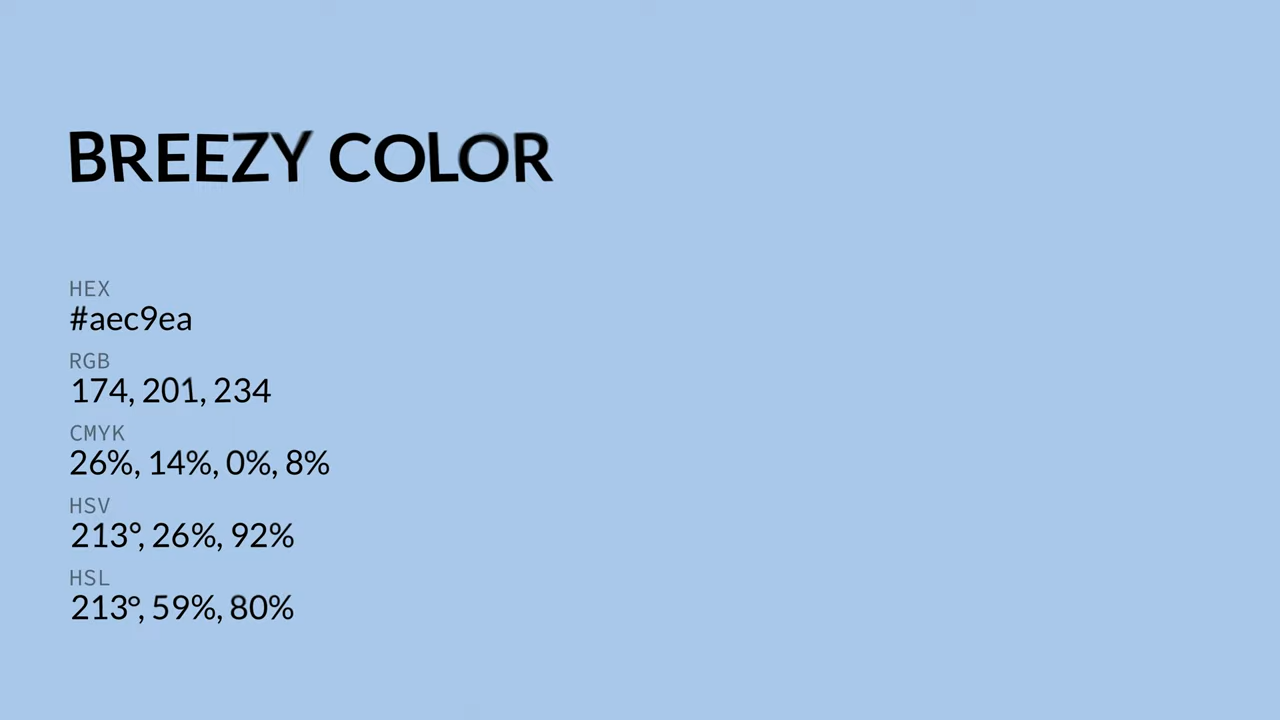 BREEZY COLOR
HEX
#aec9ea
RGB
174, 201, 234
CMYK
26%, 14%, 0%, 8%
HSV
213°, 26%, 92%
HSL
213°, 59%, 80%